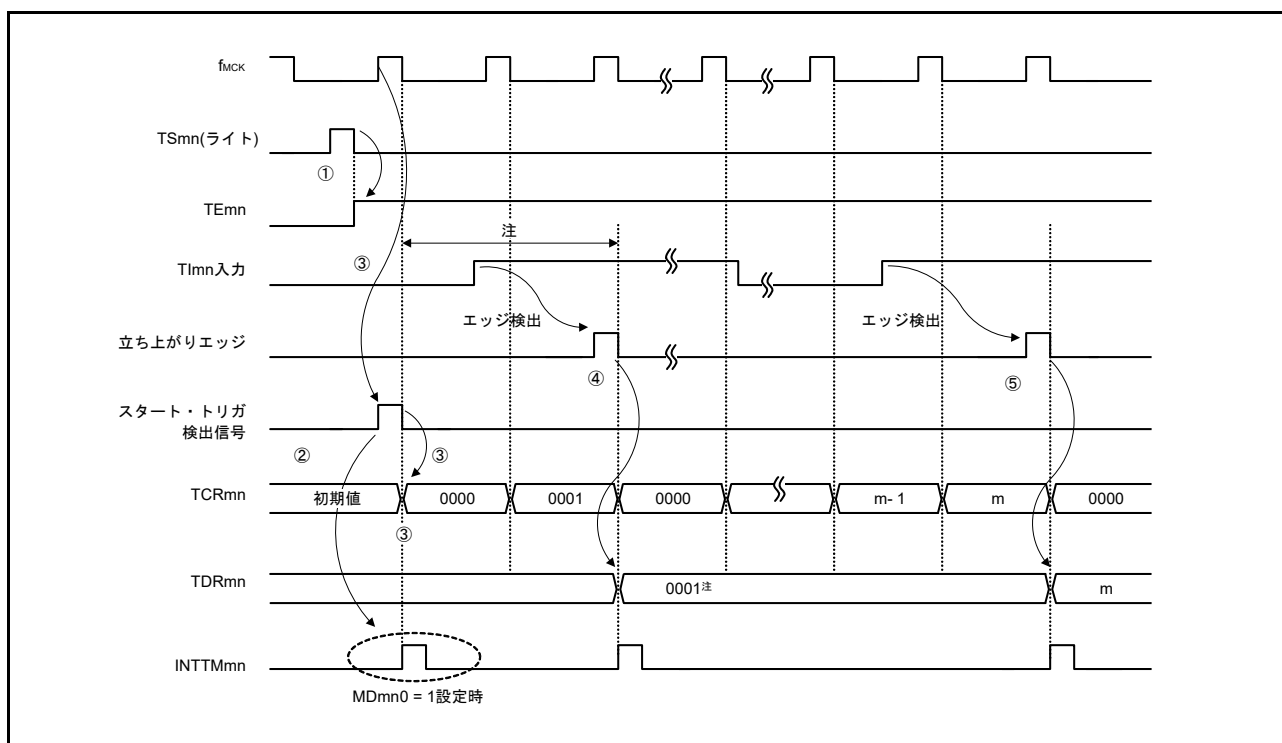 fMCK
TSmn(ライト)
①
TEmn
注
③
TImn入力
エッジ検出
エッジ検出
立ち上がりエッジ
④
⑤
スタート・トリガ
検出信号
②
③
TCRmn
初期値
0000
0001
0000
m- 1
m
0000
③
TDRmn
0001注
m
INTTMmn
MDmn0 = 1設定時